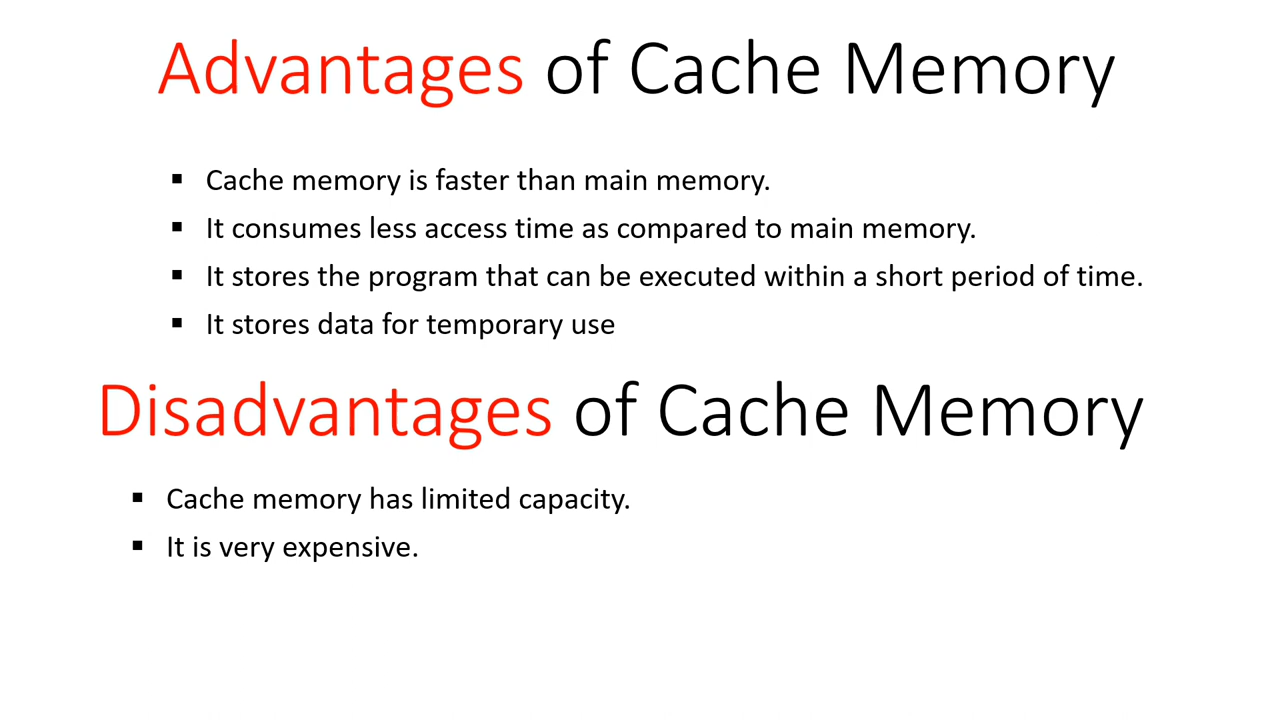 Advantages of Cache Memory
▪ Cache memory is faster than main memory.
▪ It consumes less access time as compared to main memory.
▪ It stores the program that can be executed within a short period of time.
▪ It stores data for temporary use
Disadvantages of Cache Memory
▪ Cache memory has limited capacity.
▪ It is very expensive.